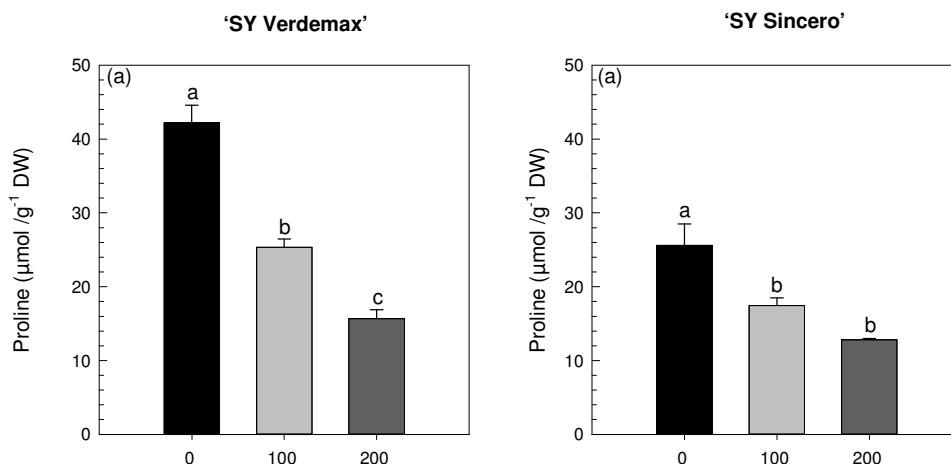 ‘SY Verdemax’
(a)
Proline (µmol /g⁻¹ DW)
50
40
30
20
10
0
a
b
c
0 100 200
‘SY Sincero’
(a)
Proline (µmol /g⁻¹ DW)
50
40
30
20
10
0
a
b
b
0 100 200